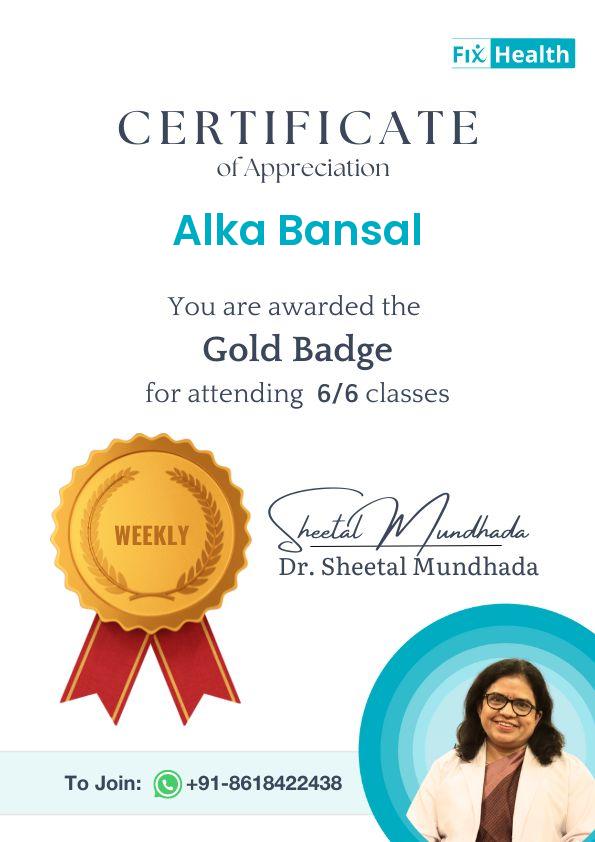 Fix Health
CERTIFICATE
of Appreciation
Alka Bansal
You are awarded the
Gold Badge
for attending 6/6 classes
WEEKLY
Sheetal Mundhada
Dr. Sheetal Mundhada
To Join: +91-8618422438